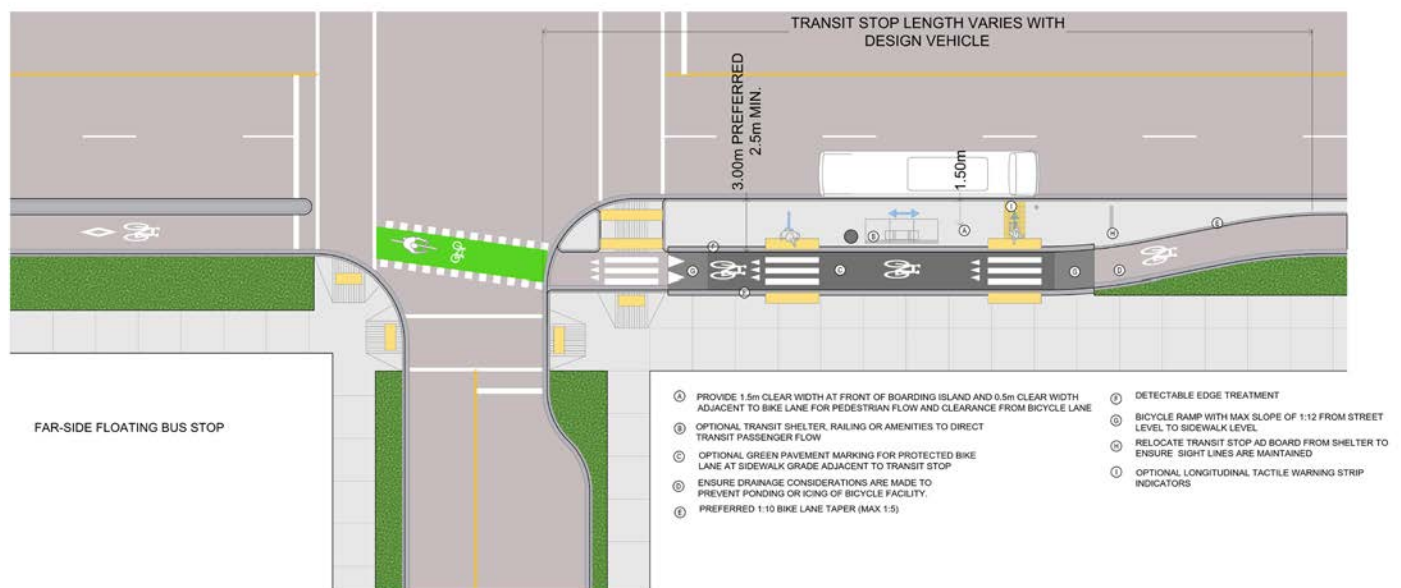 TRANSIT STOP LENGTH VARIES WITH
DESIGN VEHICLE
3.00m PREFERRED
2.5m MIN.
1.50m
I
A
B
H
E
F
G
C
G
D
F
FAR-SIDE FLOATING BUS STOP
A PROVIDE 1.5m CLEAR WIDTH AT FRONT OF BOARDING ISLAND AND 0.5m CLEAR WIDTH
ADJACENT TO BIKE LANE FOR PEDESTRIAN FLOW AND CLEARANCE FROM BICYCLE LANE
B OPTIONAL TRANSIT SHELTER, RAILING OR AMENITIES TO DIRECT
TRANSIT PASSENGER FLOW
C OPTIONAL GREEN PAVEMENT MARKING FOR PROTECTED BIKE
LANE AT SIDEWALK GRADE ADJACENT TO TRANSIT STOP
D ENSURE DRAINAGE CONSIDERATIONS ARE MADE TO
PREVENT PONDING OR ICING OF BICYCLE FACILITY.
E PREFERRED 1:10 BIKE LANE TAPER (MAX 1:5)
F DETECTABLE EDGE TREATMENT
G BICYCLE RAMP WITH MAX SLOPE OF 1:12 FROM STREET
LEVEL TO SIDEWALK LEVEL
H RELOCATE TRANSIT STOP AD BOARD FROM SHELTER TO
ENSURE SIGHT LINES ARE MAINTAINED
I OPTIONAL LONGITUDINAL TACTILE WARNING STRIP
INDICATORS